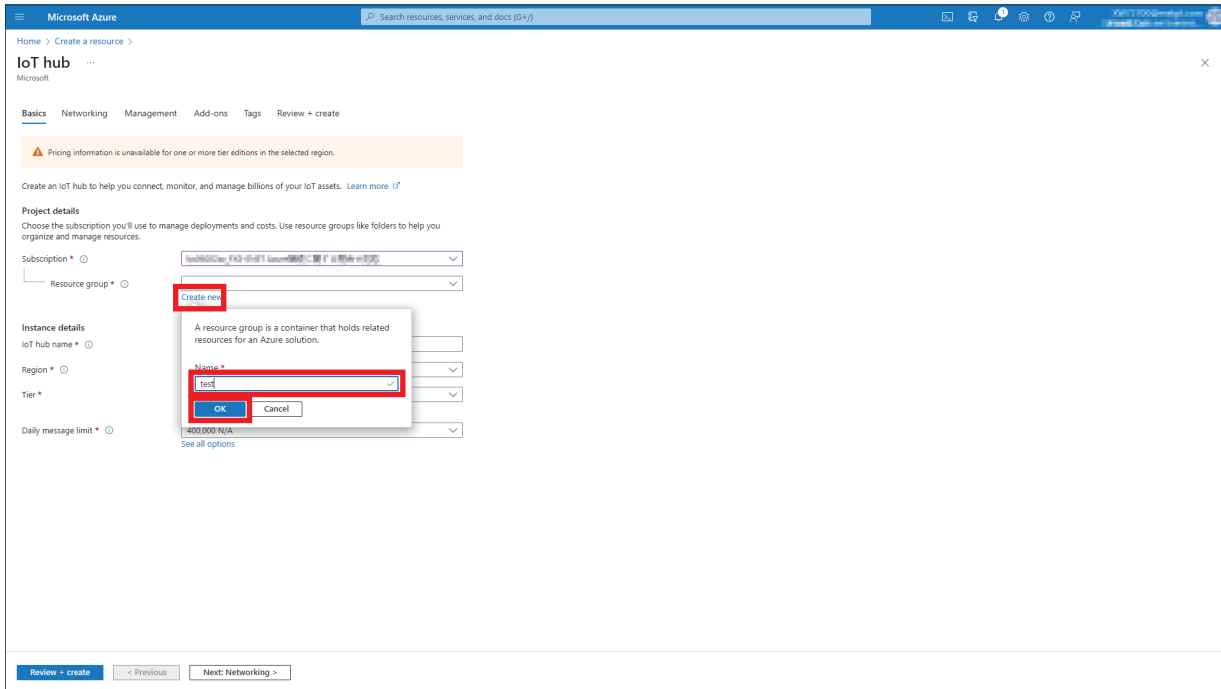 Microsoft Azure
Search resources, services, and docs (G+/)
1
Home > Create a resource >
IoT hub ...
Microsoft
Basics Networking Management Add-ons Tags Review + create
Pricing information is unavailable for one or more tier editions in the selected region.
Create an IoT hub to help you connect, monitor, and manage billions of your IoT assets. Learn more
Project details
Choose the subscription you'll use to manage deployments and costs. Use resource groups like folders to help you
organize and manage resources.
Subscription *
Resource group *
Create new
A resource group is a container that holds related
resources for an Azure solution.
Name *
test
OK Cancel
Instance details
IoT hub name *
Region *
Tier *
Daily message limit *
400,000 N/A
See all options
Review + create < Previous Next: Networking >